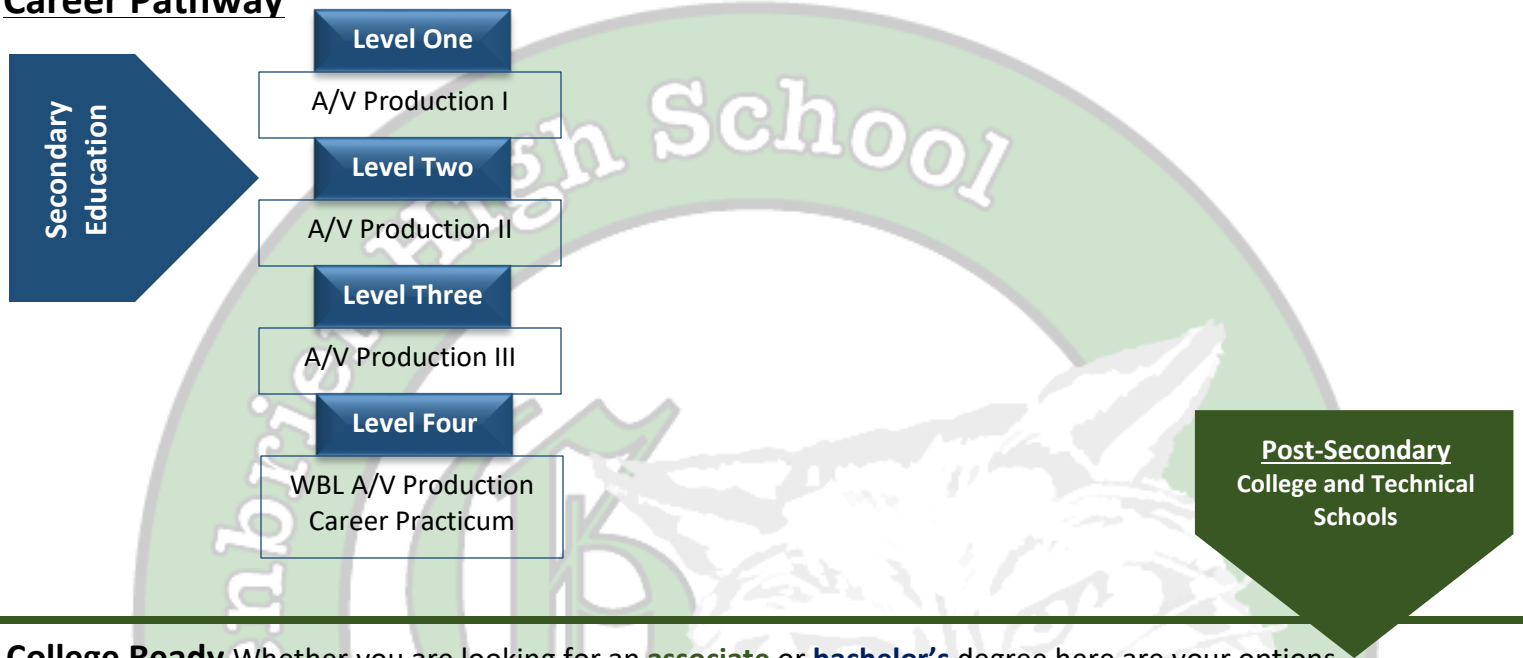 Career Pathway
Level One
A/V Production I
Level Two
A/V Production II
Level Three
A/V Production III
Level Four
WBL A/V Production
Career Practicum
Secondary
Education
High School
Post-Secondary
College and Technical
Schools
College Ready Whether you are looking for an associate or bachelor's degree here are your options